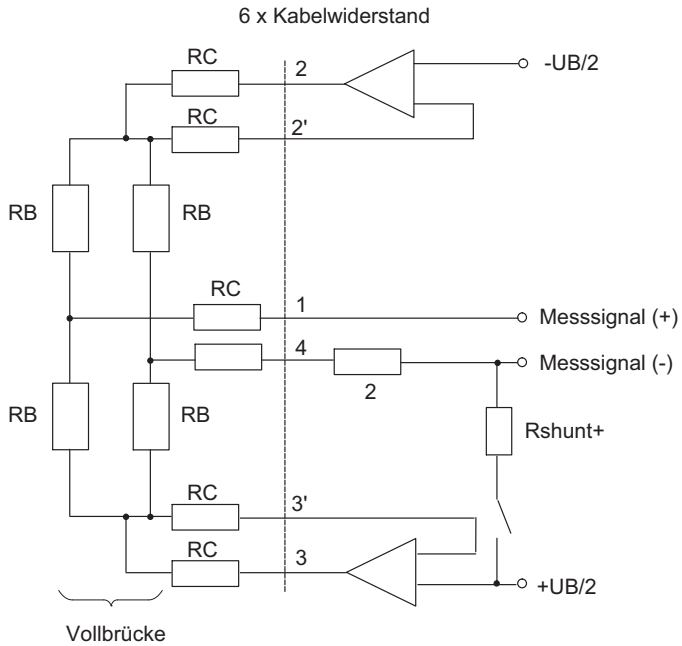 6 x Kabelwiderstand
RC
2
-UB/2
RC
2'
RB
RB
RC
1
Messsignal (+)
4
Messsignal (-)
2
RB
RB
Rshunt+
RC
3'
RC
3
+UB/2
Vollbrücke